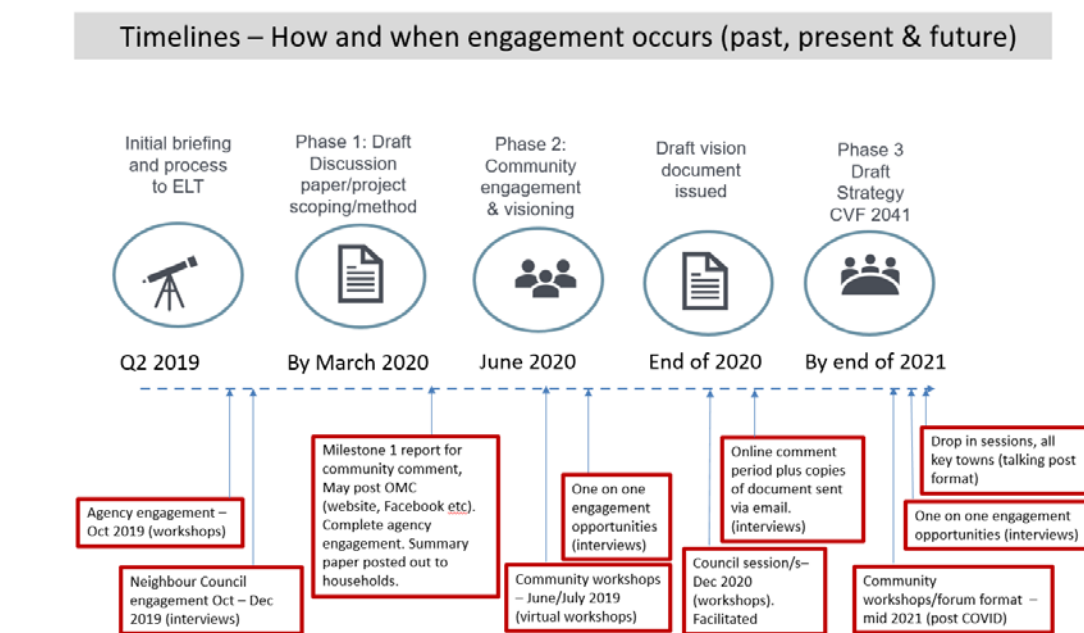 Timelines – How and when engagement occurs (past, present & future)
Initial briefing
and process
to ELT
Phase 1: Draft
Discussion
paper/project
scoping/method
Phase 2:
Community
engagement
& visioning
Draft vision
document
issued
Phase 3
Draft
Strategy
CVF 2041
Q2 2019
By March 2020
June 2020
End of 2020
By end of 2021
Agency engagement –
Oct 2019 (workshops)
Neighbour Council
engagement Oct – Dec
2019 (interviews)
Milestone 1 report for
community comment,
May post OMC
(website, Facebook etc).
Complete agency
engagement. Summary
paper posted out to
households.
Community workshops
– June/July 2019
(virtual workshops)
One on one
engagement
opportunities
(interviews)
Council session/s–
Dec 2020
(workshops).
Facilitated
Online comment
period plus copies
of document sent
via email.
(interviews)
Community
workshops/forum format –
mid 2021 (post COVID)
One on one engagement
opportunities (interviews)
Drop in sessions, all
key towns (talking post
format)